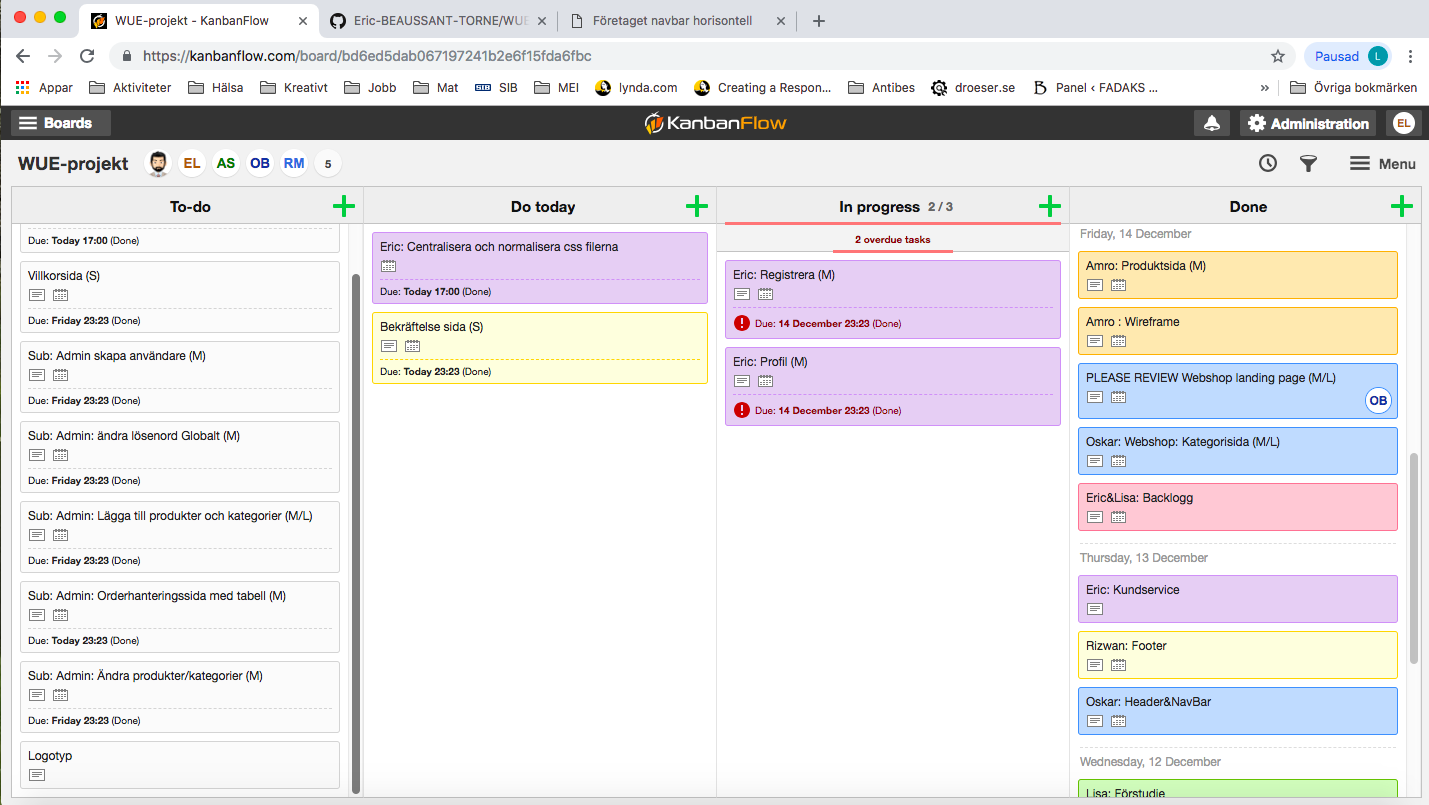 WUE-projekt - KanbanFlow
Eric-BEAUSSANT-TORNE/WUE
Företaget navbar horisontell
https://kanbanflow.com/board/bd6ed5dab067197241b2e6f15fda6fbc
Pausad L
Appar Aktiviteter Hälsa Kreativt Jobb Mat SIB MEI lynda.com Creating a Respon... Antibes droeser.se Panel ‹ FADAKS ... » Övriga bokmärken
Boards KanbanFlow Administration EL
WUE-projekt EL AS OB RM 5 Menu
To-do
Due: Today 17:00 (Done)
Villkorsida (S)
Due: Friday 23:23 (Done)
Sub: Admin skapa användare (M)
Due: Friday 23:23 (Done)
Sub: Admin: ändra lösenord Globalt (M)
Due: Friday 23:23 (Done)
Sub: Admin: Lägga till produkter och kategorier (M/L)
Due: Friday 23:23 (Done)
Sub: Admin: Orderhanteringssida med tabell (M)
Due: Today 23:23 (Done)
Sub: Admin: Ändra produkter/kategorier (M)
Due: Friday 23:23 (Done)
Logotyp
Do today
Eric: Centralisera och normalisera css filerna
Due: Today 17:00 (Done)
Bekräftelse sida (S)
Due: Today 23:23 (Done)
In progress 2 / 3
2 overdue tasks
Eric: Registrera (M)
Due: 14 December 23:23 (Done)
Eric: Profil (M)
Due: 14 December 23:23 (Done)
Done
Friday, 14 December
Amro: Produktsida (M)
Amro : Wireframe
PLEASE REVIEW Webshop landing page (M/L)
OB
Oskar: Webshop: Kategorisida (M/L)
Eric&Lisa: Backlogg
Thursday, 13 December
Eric: Kundservice
Rizwan: Footer
Oskar: Header&NavBar
Wednesday, 12 December
Lisa: Förstudie